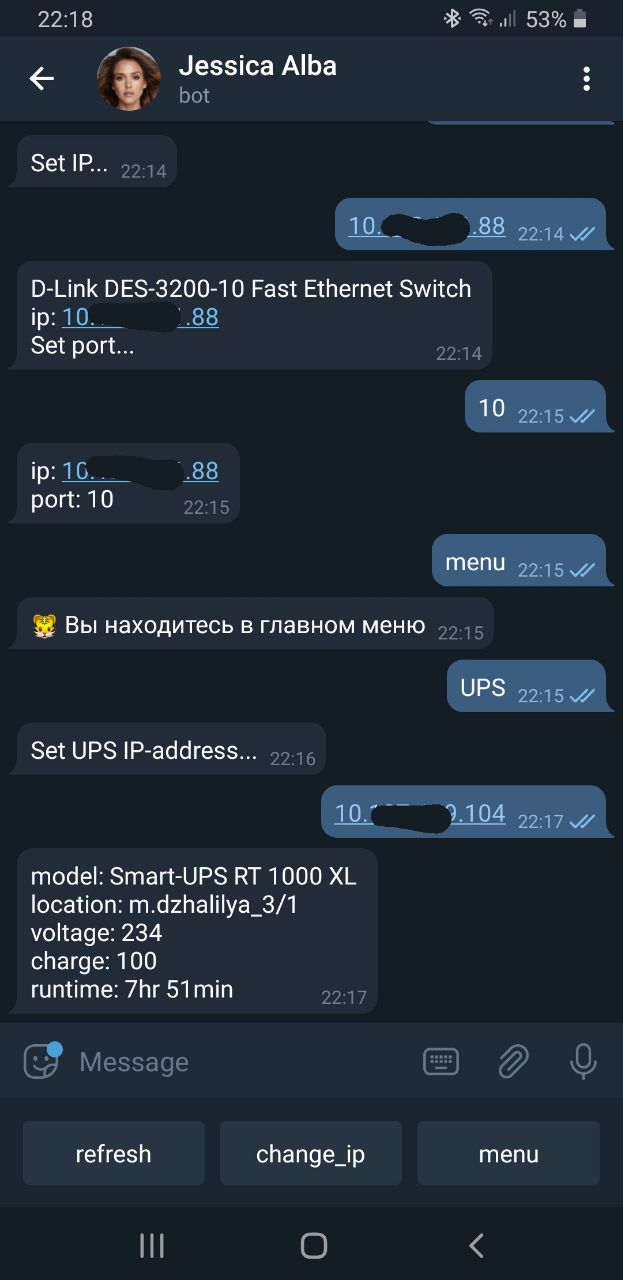 22:18
53%
Jessica Alba
bot
Set IP... 22:14
10. .88 22:14
D-Link DES-3200-10 Fast Ethernet Switch
ip: 10. .88
Set port... 22:14
10 22:15
ip: 10. .88
port: 10 22:15
menu 22:15
Вы находитесь в главном меню 22:15
UPS 22:15
Set UPS IP-address... 22:16
10. 9.104 22:17
model: Smart-UPS RT 1000 XL
location: m.dzhalilya_3/1
voltage: 234
charge: 100
runtime: 7hr 51min 22:17
Message
refresh change_ip menu